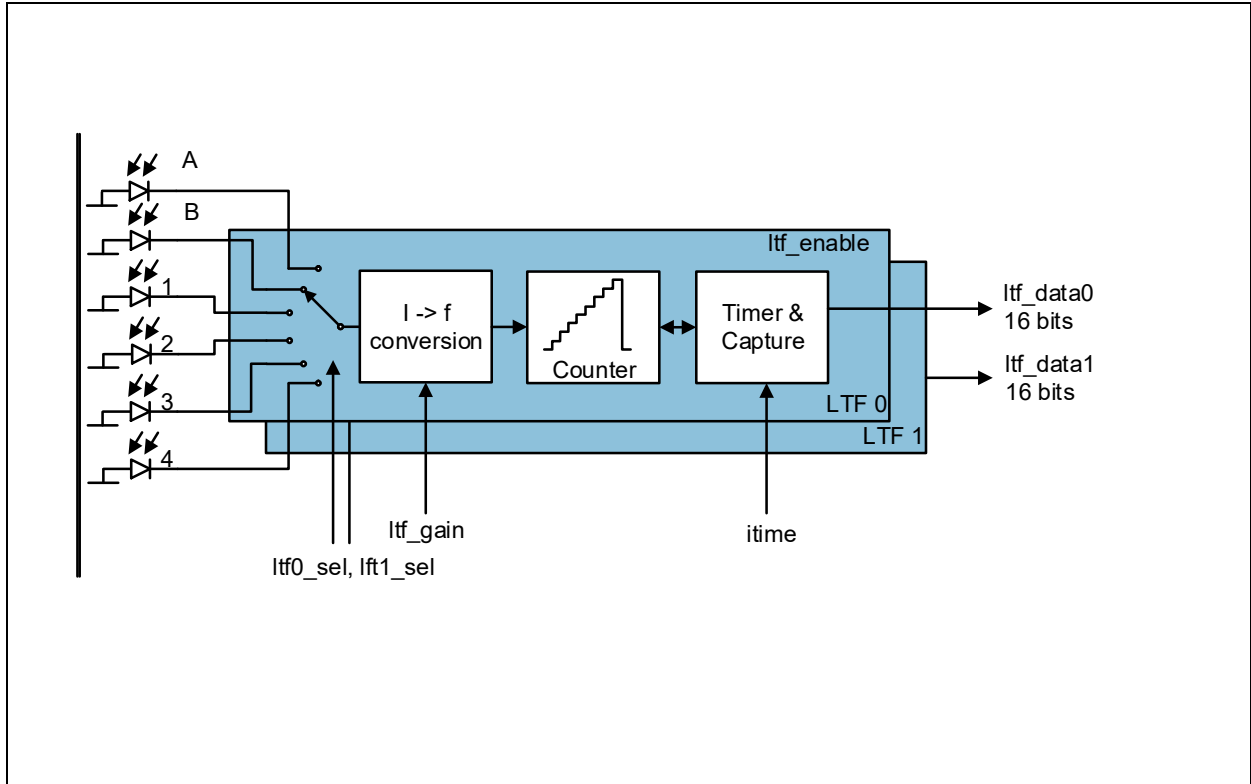 A
B
1
2
3
4
ltf_enable
I -> f
conversion
Counter
Timer &
Capture
LTF 0
LTF 1
ltf_data0
16 bits
ltf_data1
16 bits
ltf_gain
itime
ltf0_sel, lft1_sel